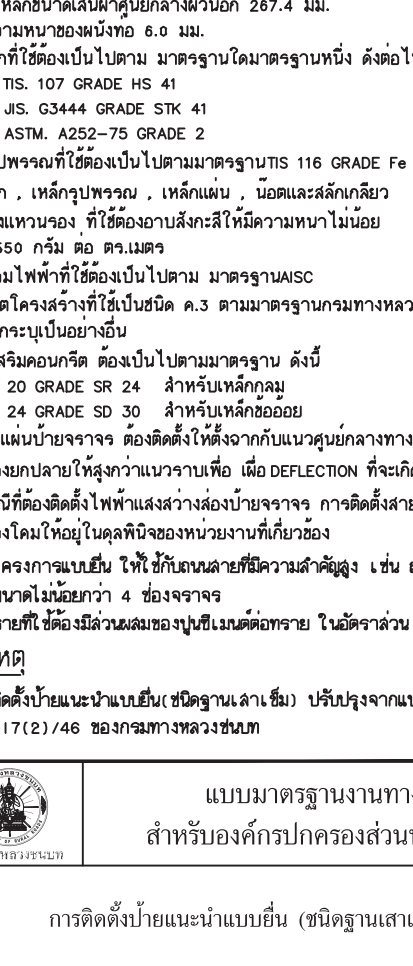 เหล็กขนาดเส้นผ่าศูนย์กลางผิวนอก 267.4 มม.
วามหนาของผนังท่อ 6.0 มม.
กที่ใช้ต้องเป็นไปตาม มาตรฐานใดมาตรฐานหนึ่ง ดังต่อไ
TIS. 107 GRADE HS 41
JIS. G3444 GRADE STK 41
ASTM. A252-75 GRADE 2
ปพรรณที่ใช้ต้องเป็นไปตามมาตรฐานTIS 116 GRADE Fe
ก , เหล็กรูปพรรณ , เหล็กแผ่น , น๊อตและสลักเกลียว
งแหวนรอง ที่ใช้ต้องอาบสังกะสีให้มีความหนาไม่น้อย
550 กรัม ต่อ ตร.เมตร
มไฟฟ้าที่ใช้ต้องเป็นไปตาม มาตรฐานAISC
ตโครงสร้างที่ใช้เป็นชนิด ค.3 ตามมาตรฐานกรมทางหลว
กระบุเป็นอย่างอื่น
สริมคอนกรีต ต้องเป็นไปตามมาตรฐาน ดังนี้
20 GRADE SR 24 สำหรับเหล็กกลม
24 GRADE SD 30 สำหรับเหล็กข้ออ้อย
แผ่นป้ายจราจร ต้องติดตั้งให้ตั้งฉากกับแนวศูนย์กลางทาง
งยกปลายให้สูงกว่าแนวราบเพื่อ เผื่อ DEFLECTION ที่จะเกิ
ณีที่ต้องติดตั้งไฟฟ้าแสงสว่างส่องป้ายจราจร การติดตั้งสาย
งโคมให้อยู่ในดุลพินิจของหน่วยงานที่เกี่ยวข้อง
ครงการแบบยื่น ให้ใช้กับถนนสายที่มีความสำคัญสูง เช่น
นาดไม่น้อยกว่า 4 ช่องจราจร
รายที่ใช้ต้องมีส่วนผสมของปูนซีเมนต์ต่อทราย ในอัตราส่วน
หตุ
ติดตั้งป้ายแนะนำแบบยื่น(ชนิดฐานเสาเข็ม) ปรับปรุงจากแบ
17(2)/46 ของกรมทางหลวงชนบท
แบบมาตรฐานงานทาง
สำหรับองค์กรปกครองส่วนท
หลวงชนบท
การติดตั้งป้ายแนะนำแบบยื่น (ชนิดฐานเสาเ